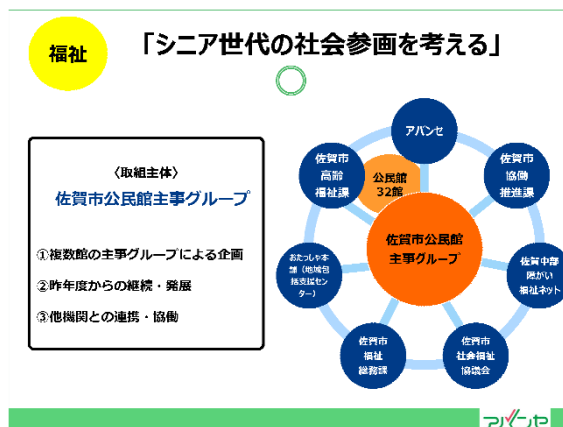 福祉
「シニア世代の社会参画を考える」
〈取組主体〉
佐賀市公民館主事グループ
①複数館の主事グループによる企画
②昨年度からの継続・発展
③他機関との連携・協働
アバンセ
佐賀市
高齢
福祉課
公民館
32館
佐賀市
協働
推進課
佐賀市公民館
主事グループ
おたっしゃ本
部（地域包
括支援セン
ター）
佐賀中部
障がい
福祉ネット
佐賀市
福祉
総務課
佐賀市
社会福祉
協議会
アバンセ